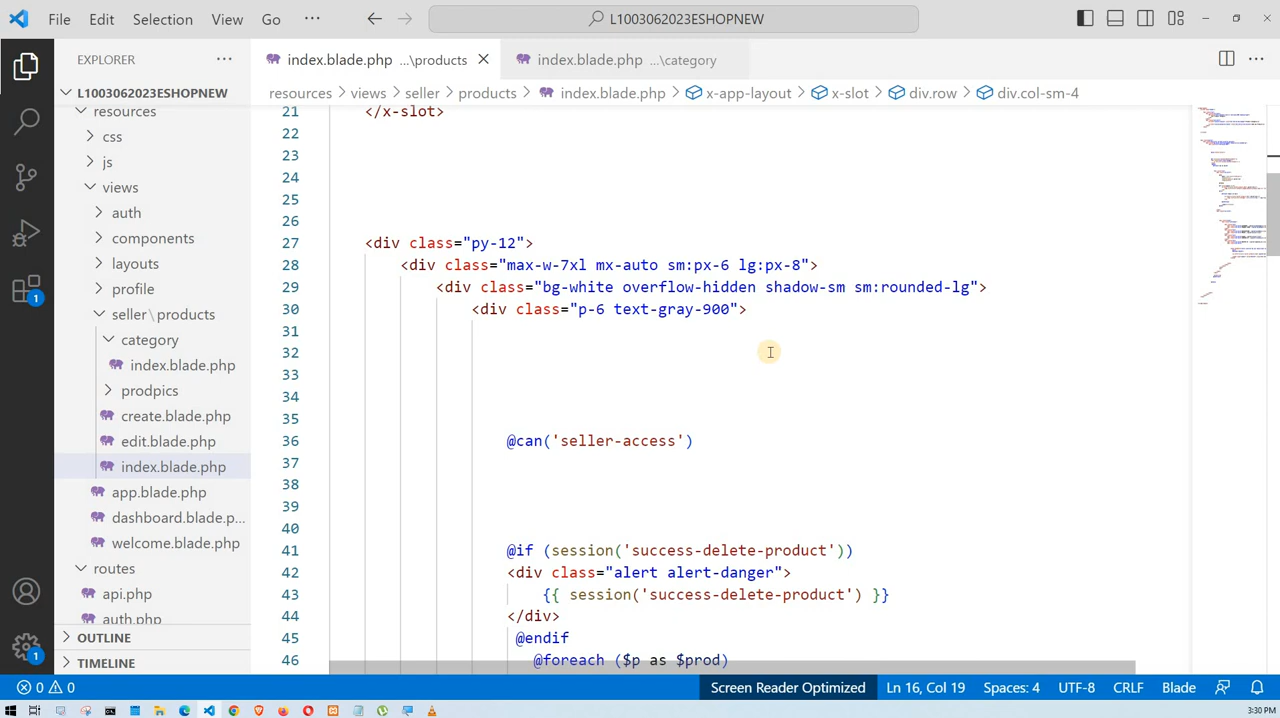 File Edit Selection View Go ··· L1003062023ESHOPNEW
EXPLORER ···
index.blade.php ...\products
index.blade.php ...\category
L1003062023ESHOPNEW
resources > views > seller > products > index.blade.php > x-app-layout > x-slot > div.row > div.col-sm-4
resources
css
js
views
auth
components
layouts
profile
seller\products
category
index.blade.php
prodpics
create.blade.php
edit.blade.php
index.blade.php
app.blade.php
dashboard.blade.p...
welcome.blade.php
routes
api.php
auth.php
OUTLINE
TIMELINE
1
1
21 </x-slot>
22
23
24
25
26
27 <div class="py-12">
28 <div class="max-w-7xl mx-auto sm:px-6 lg:px-8">
29 <div class="bg-white overflow-hidden shadow-sm sm:rounded-lg">
30 <div class="p-6 text-gray-900">
31
32
33
34
35
36 @can('seller-access')
37
38
39
40
41 @if (session('success-delete-product'))
42 <div class="alert alert-danger">
43 {{ session('success-delete-product') }}
44 </div>
45 @endif
46 @foreach ($p as $prod)
0 0 Screen Reader Optimized Ln 16, Col 19 Spaces: 4 UTF-8 CRLF Blade
3:30 PM